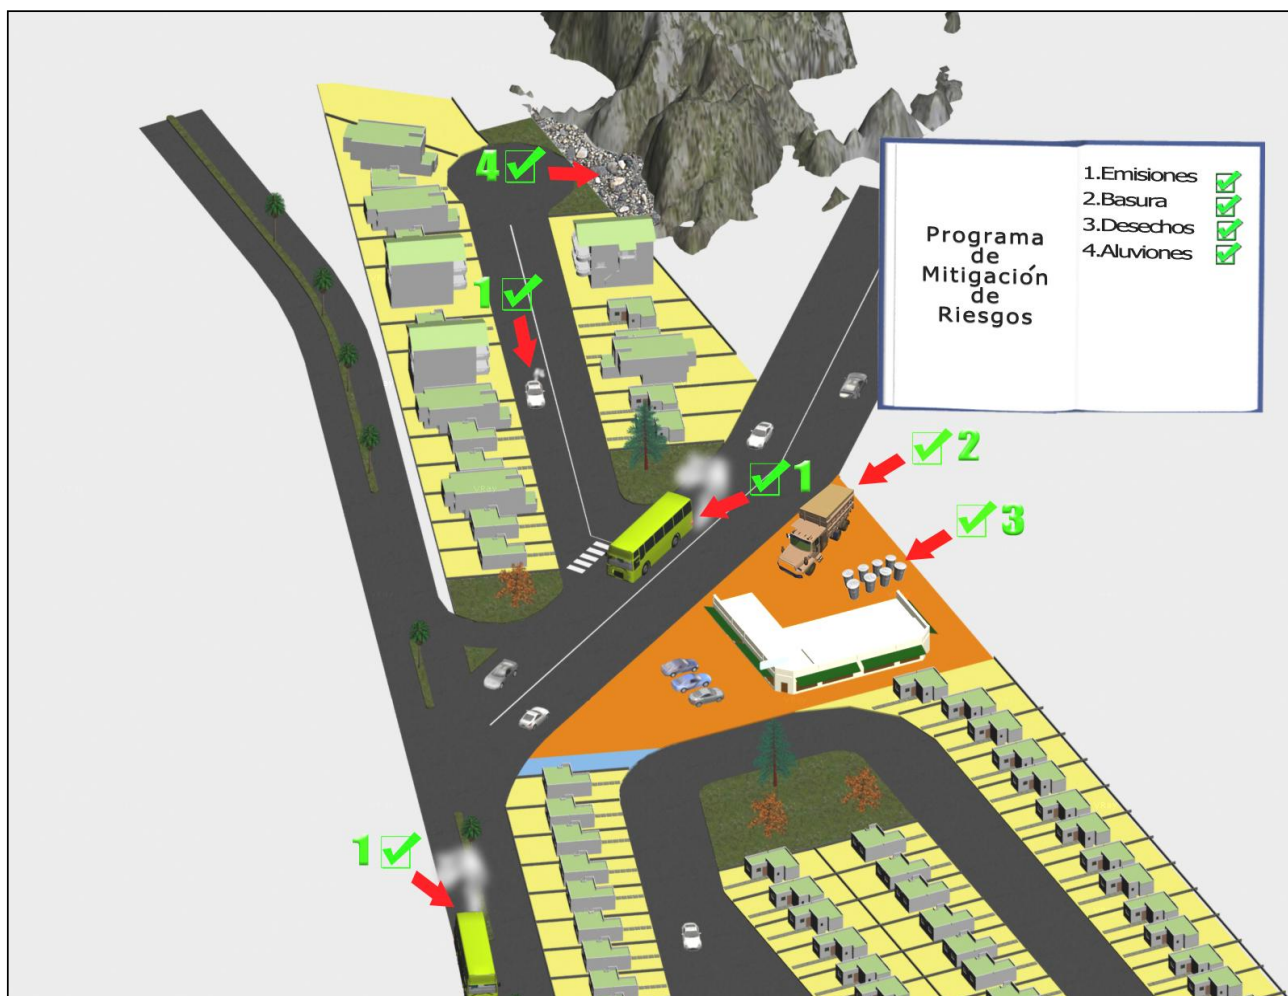 4
1.Emisiones
2.Basura
3.Desechos
4.Aluviones
Programa
de
Mitigación
de
Riesgos
1
2
1
3
1